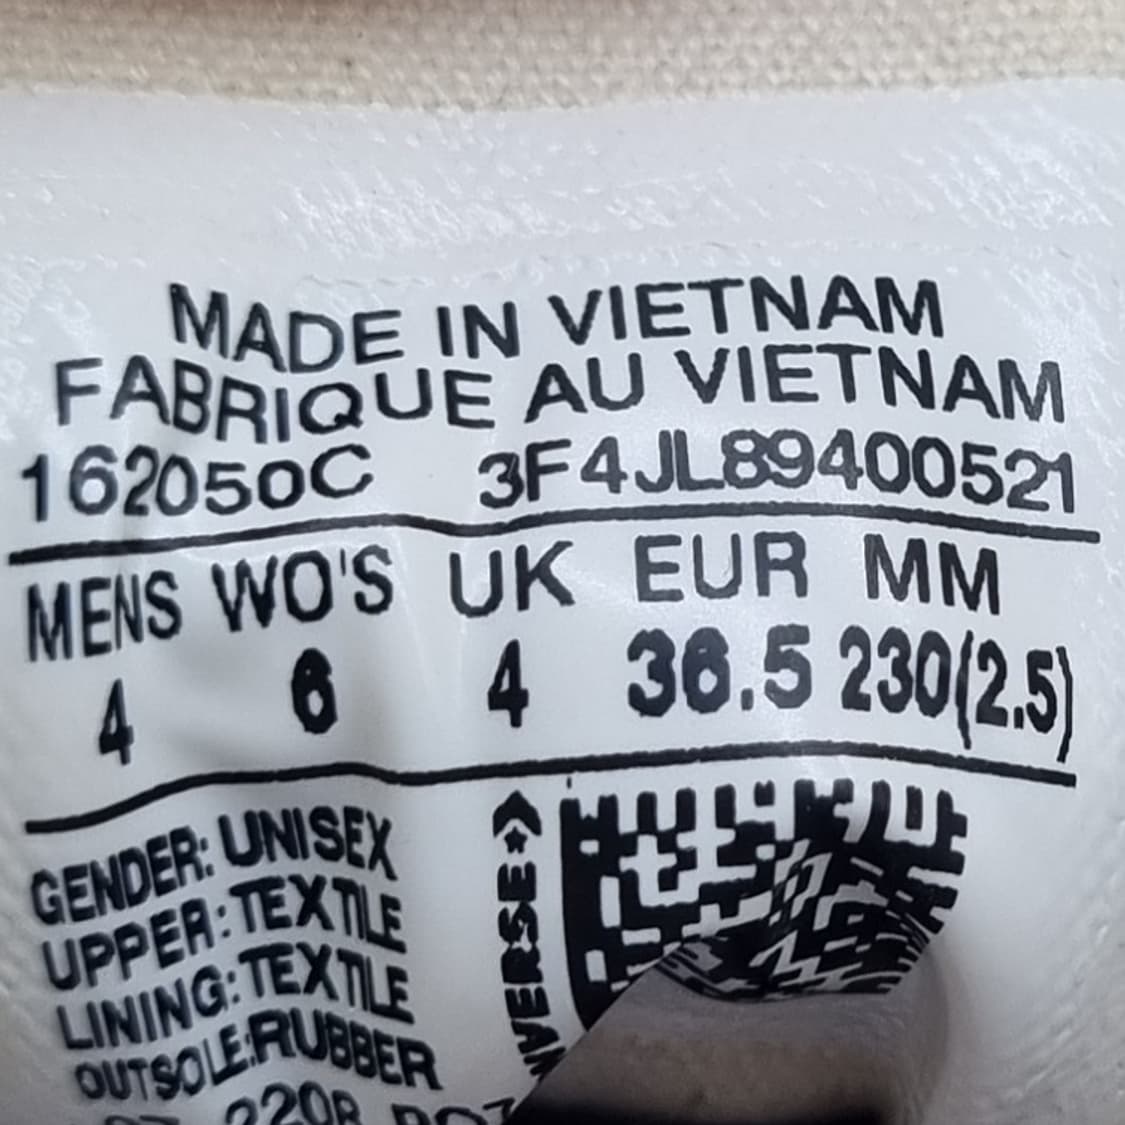 MADE IN VIETNAM
FABRIQUE AU VIETNAM
162050C 3F4JL89400521
MENS WO'S UK EUR MM
4 6 4 36.5 230(2.5)
GENDER: UNISEX
UPPER: TEXTILE
LINING: TEXTILE
OUTSOLE:RUBBER
220B